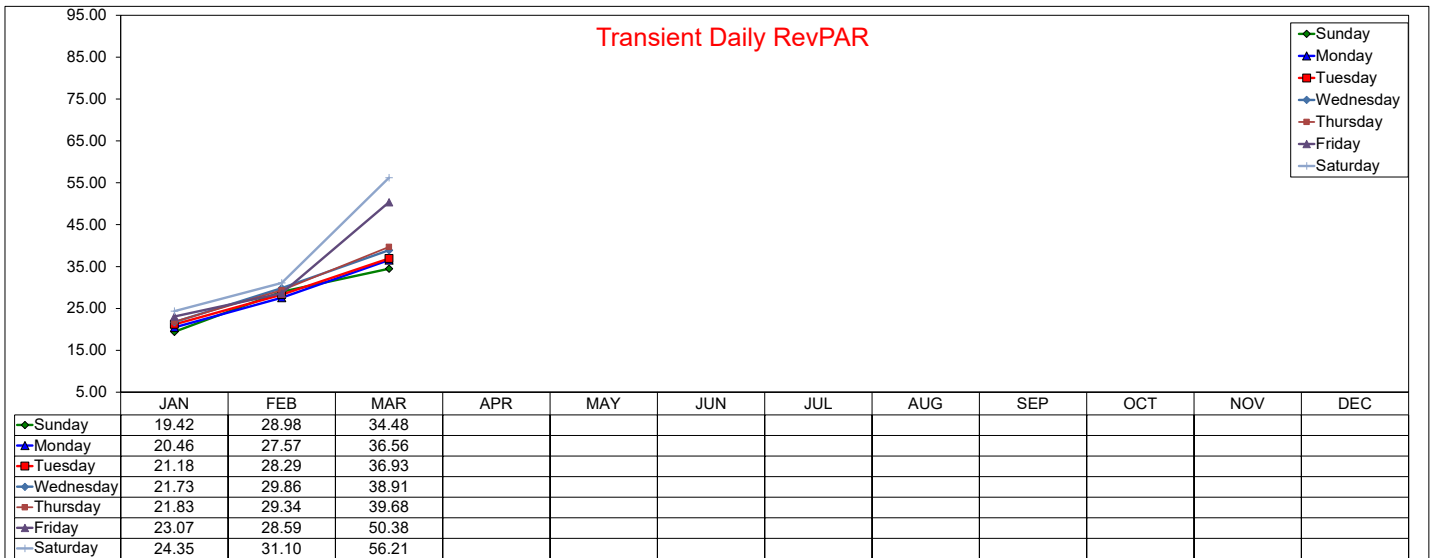 Transient Daily RevPAR
95.00
85.00
75.00
65.00
55.00
45.00
35.00
25.00
15.00
5.00
Sunday
Monday
Tuesday
Wednesday
Thursday
Friday
Saturday
JAN FEB MAR APR MAY JUN JUL AUG SEP OCT NOV DEC
Sunday 19.42 28.98 34.48
Monday 20.46 27.57 36.56
Tuesday 21.18 28.29 36.93
Wednesday 21.73 29.86 38.91
Thursday 21.83 29.34 39.68
Friday 23.07 28.59 50.38
Saturday 24.35 31.10 56.21